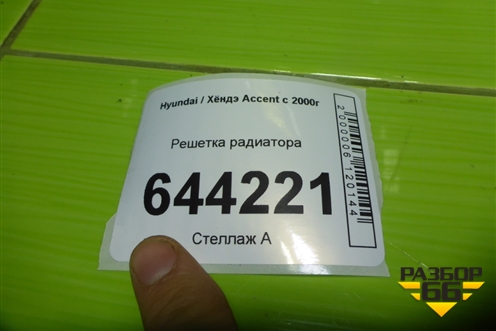 Hyundai / Хёндэ Accent с 2000г
Решетка радиатора
644221
Стеллаж А
2000006120144
РАЗБОР
66